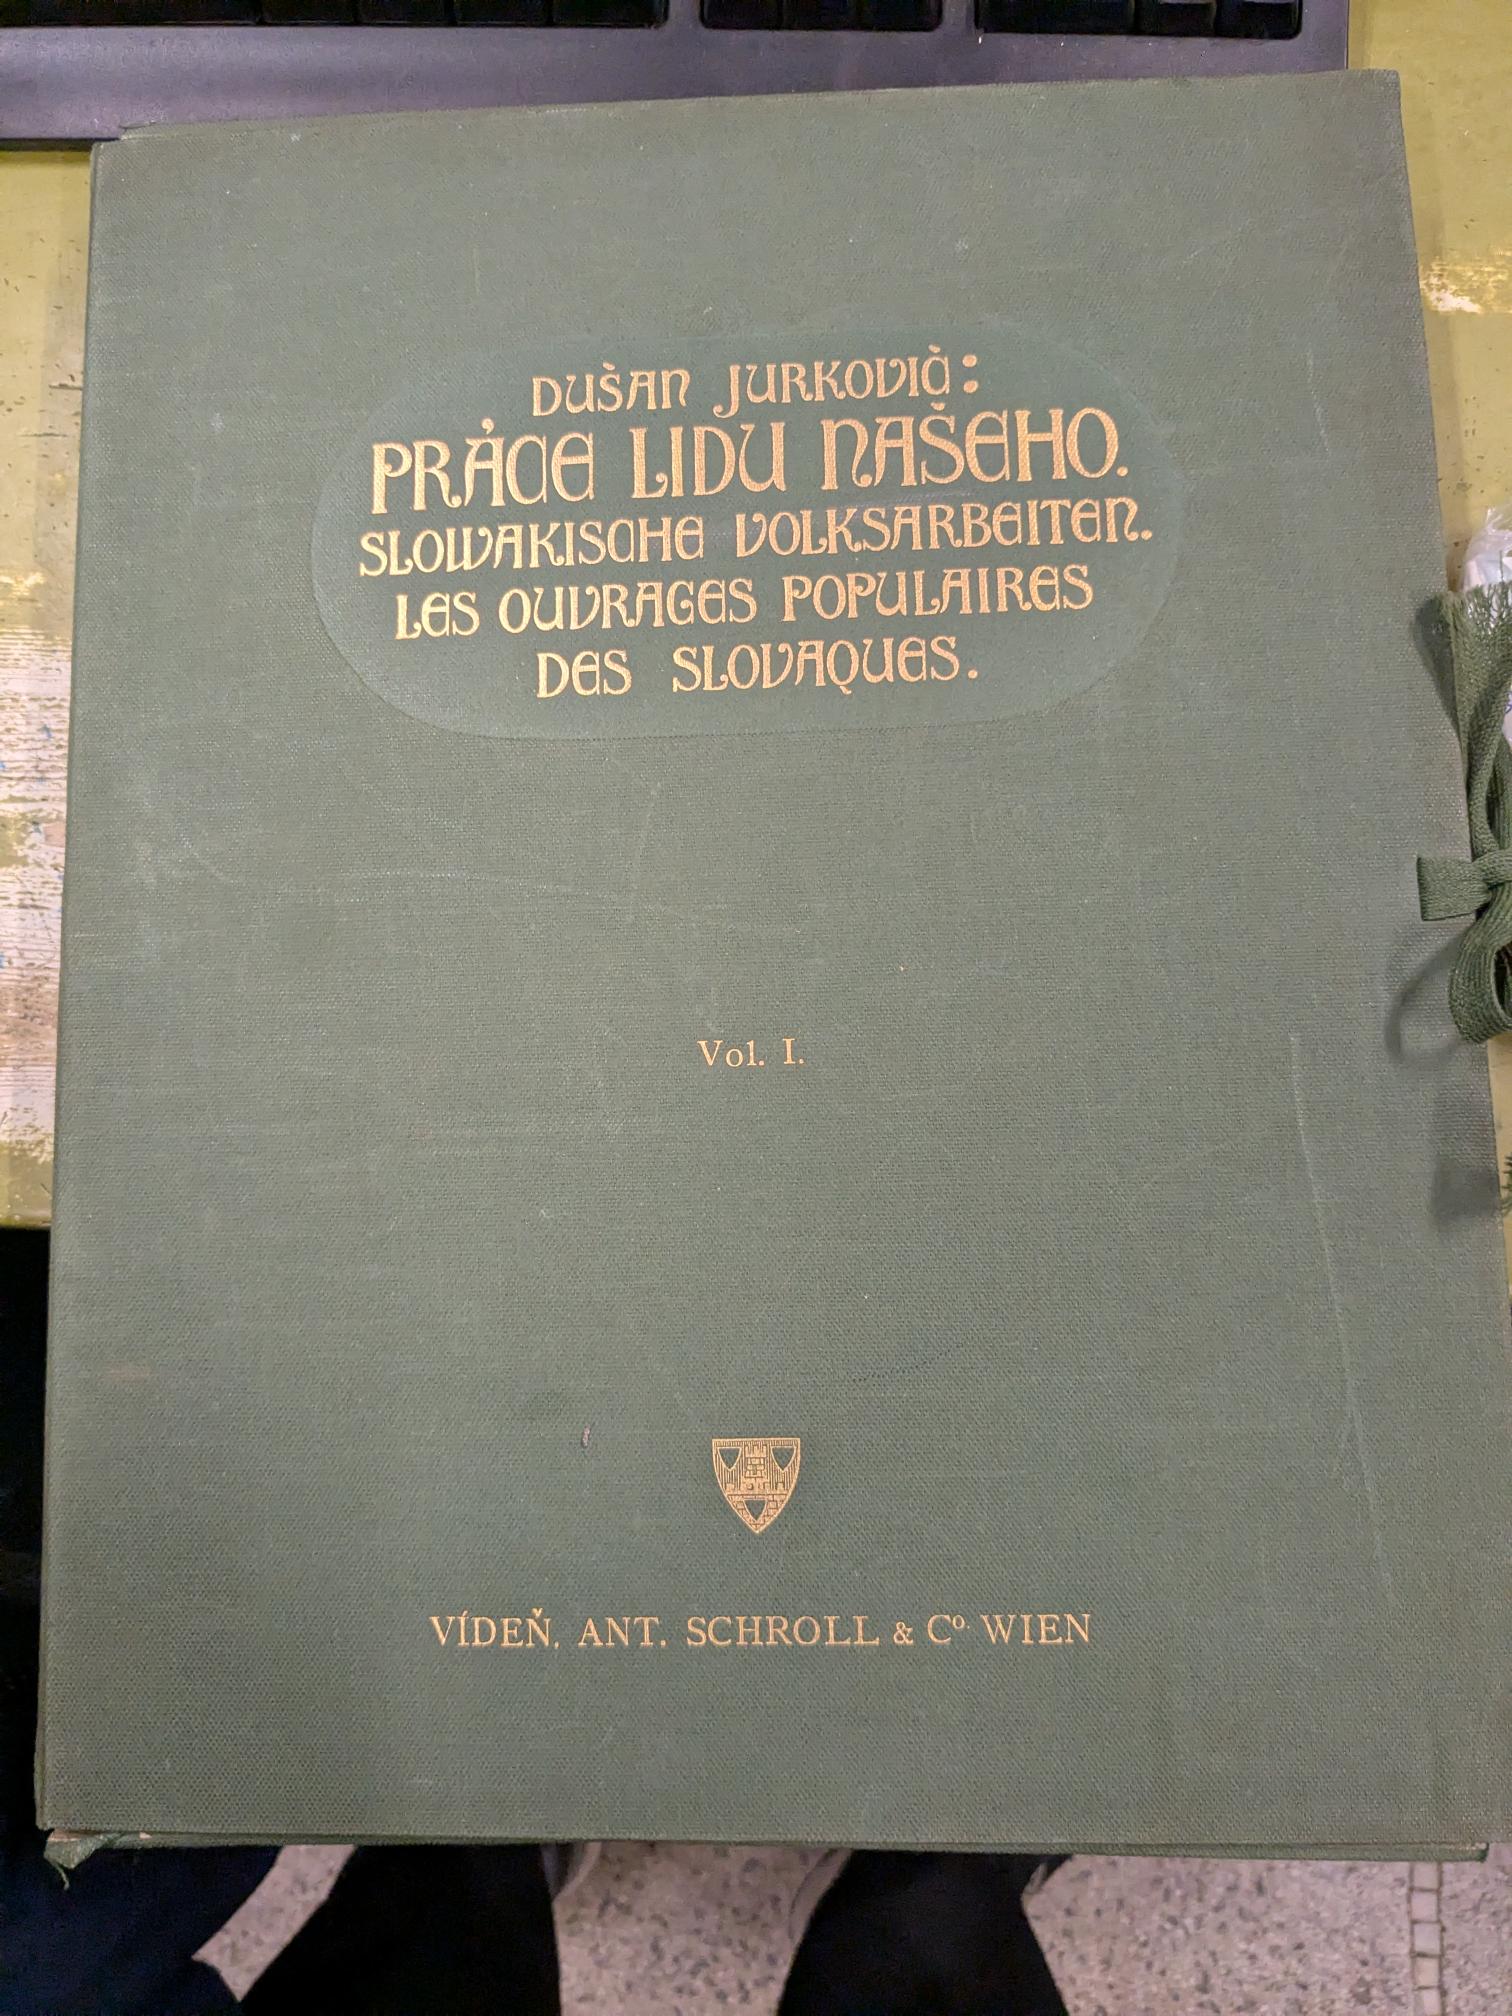 DUŠAN JURKOVIČ:
PRÁCE LIDU NAŠEHO.
SLOWAKISCHE VOLKSARBEITEN.
LES OUVRAGES POPULAIRES
DES SLOVAQUES.
Vol. I.
VÍDEŇ, ANT. SCHROLL & Cº. WIEN